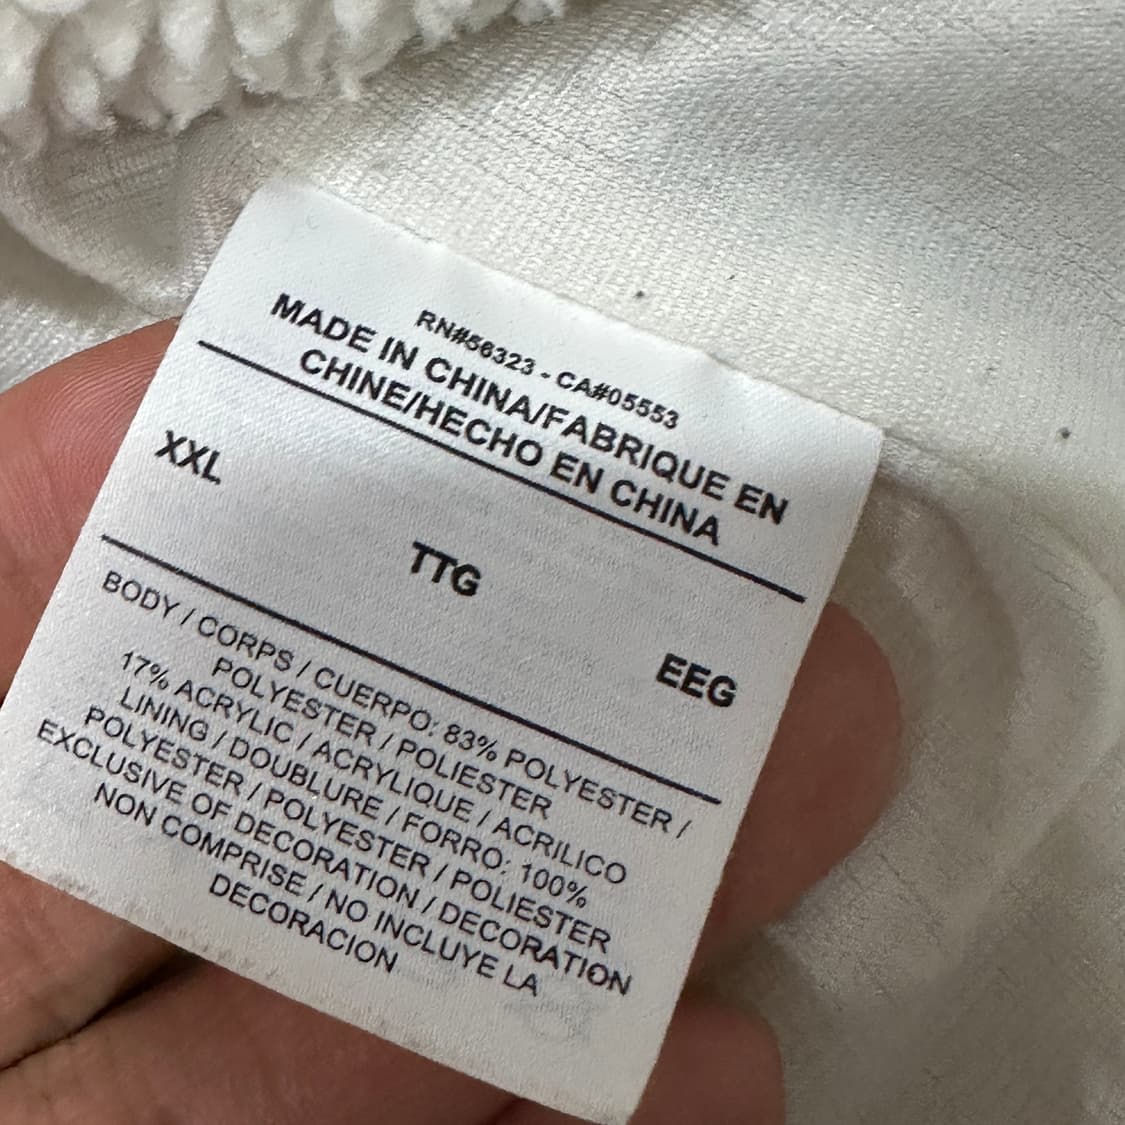 RN#56323 - CA#05553
MADE IN CHINA/FABRIQUE EN
CHINE/HECHO EN CHINA
XXL
TTG
EEG
BODY / CORPS / CUERPO: 83% POLYESTER /
POLYESTER / POLIESTER
17% ACRYLIC / ACRYLIQUE / ACRILICO
LINING / DOUBLURE / FORRO: 100%
POLYESTER / POLYESTER / POLIESTER
EXCLUSIVE OF DECORATION / DECORATION
NON COMPRISE / NO INCLUYE LA
DECORACION